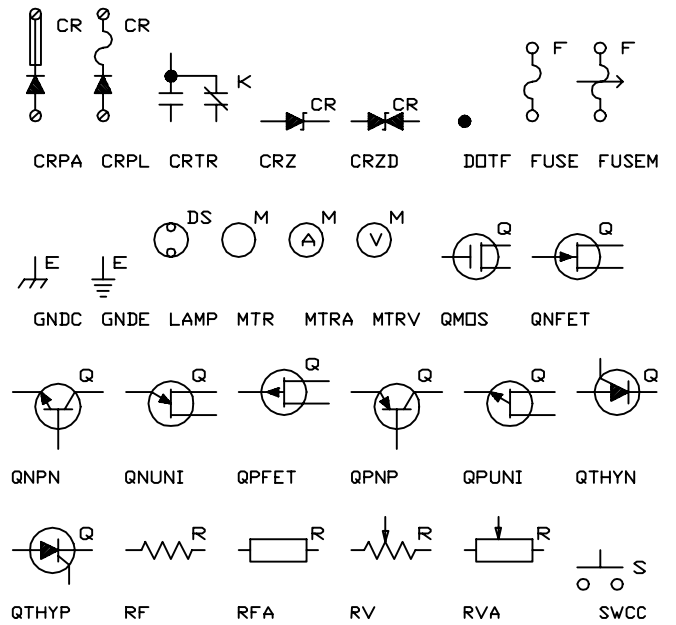 CR CR F F
K CR CR
CRPA CRPL CRTR CRZ CRZD DOTF FUSE FUSEM
DS M M M Q Q
A V
E E
GNDC GNDE LAMP MTR MTRA MTRV QMOS QNFET
Q Q Q Q Q Q
QNPN QNUNI QPFET QPNP QPUNI QTHYN
Q R R R R S
QTHYP RF RFA RV RVA SWCC